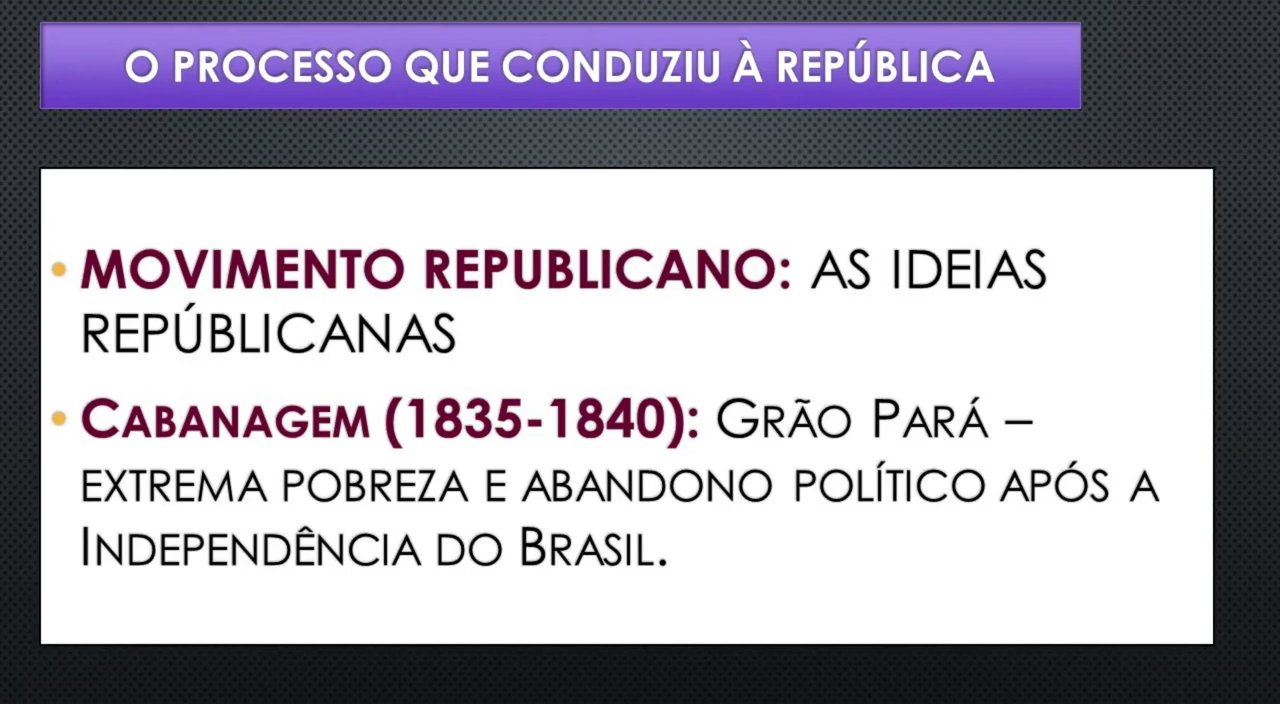 O PROCESSO QUE CONDUZIU À REPÚBLICA
• MOVIMENTO REPUBLICANO: AS IDEIAS
REPÚBLICANAS
• CABANAGEM (1835-1840): GRÃO PARÁ –
EXTREMA POBREZA E ABANDONO POLÍTICO APÓS A
INDEPENDÊNCIA DO BRASIL.